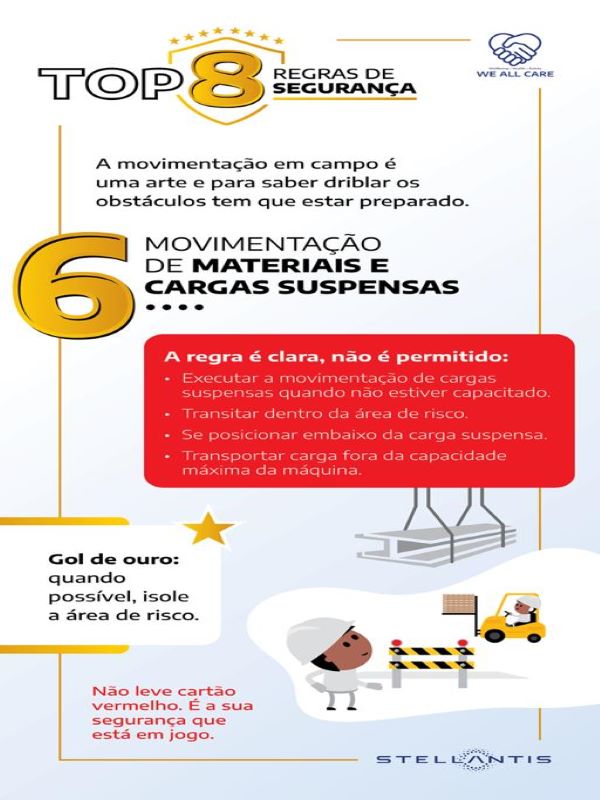 TOP 8 REGRAS DE
SEGURANÇA
WE ALL CARE
A movimentação em campo é
uma arte e para saber driblar os
obstáculos tem que estar preparado.
6 MOVIMENTAÇÃO
DE MATERIAIS E
CARGAS SUSPENSAS
A regra é clara, não é permitido:
• Executar a movimentação de cargas
suspensas quando não estiver capacitado.
• Transitar dentro da área de risco.
• Se posicionar embaixo da carga suspensa.
• Transportar carga fora da capacidade
máxima da máquina.
Gol de ouro:
quando
possível, isole
a área de risco.
Não leve cartão
vermelho. É a sua
segurança que
está em jogo.
STELLANTIS